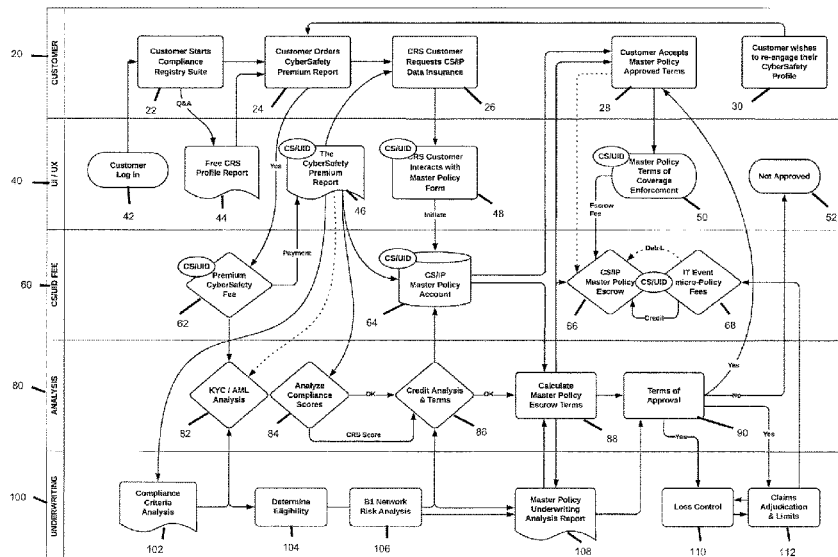 20
CUSTOMER
Customer Starts
Compliance
Registry Suite
22
Customer Orders
CyberSafety
Premium Report
24
CRS Customer
Requests CS/IP
Data Insurance
26
Customer Accepts
Master Policy
Approved Terms
28
Customer wishes
to re-engage their
CyberSafety
Profile
30
Q&A
40
UI / UX
Customer
Log in
42
Free CRS
Profile Report
44
Yes
CS/UID
The
CyberSafety
Premium
Report
46
CS/UID
CRS Customer
Interacts with
Master Policy
Form
48
Initiate
CS/UID
Master Policy
Terms of
Coverage
Enforcement
50
Escrow
Fee
Not Approved
52
60
CS/UID FEE
CS/UID
Premium
CyberSafety
Fee
62
Payment
CS/UID
CS/IP
Master Policy
Account
64
CS/IP
Master Policy
Escrow
66
CS/UID
Debit
Credit
IT Event
micro-Policy
Fees
68
80
ANALYSIS
KYC / AML
Analysis
82
Analyze
Compliance
Scores
84
OK
CRS Score
Credit Analysis
& Terms
86
OK
Calculate
Master Policy
Escrow Terms
88
Terms of
Approval
90
Yes
No
Yes
Yes
100
UNDERWRITING
Compliance
Criteria
Analysis
102
Determine
Eligibility
104
B1 Network
Risk Analysis
106
Master Policy
Underwriting
Analysis Report
108
Loss Control
110
Claims
Adjudication
& Limits
112